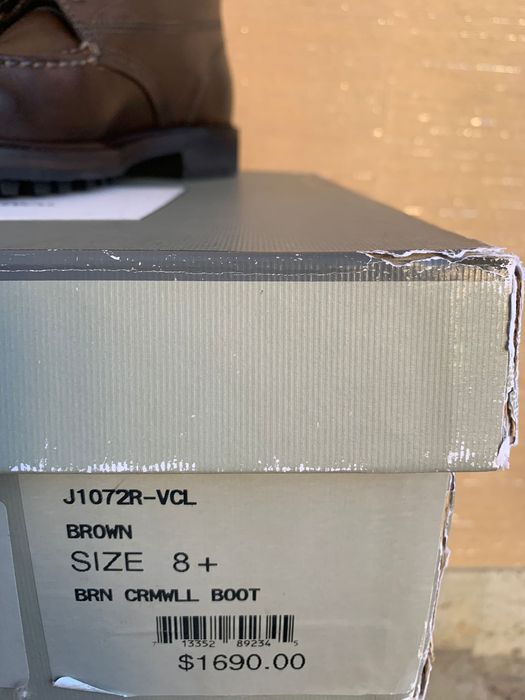 J1072R-VCL
BROWN
SIZE 8+
BRN CRMWLL BOOT
7 13352 89234 5
$1690.00